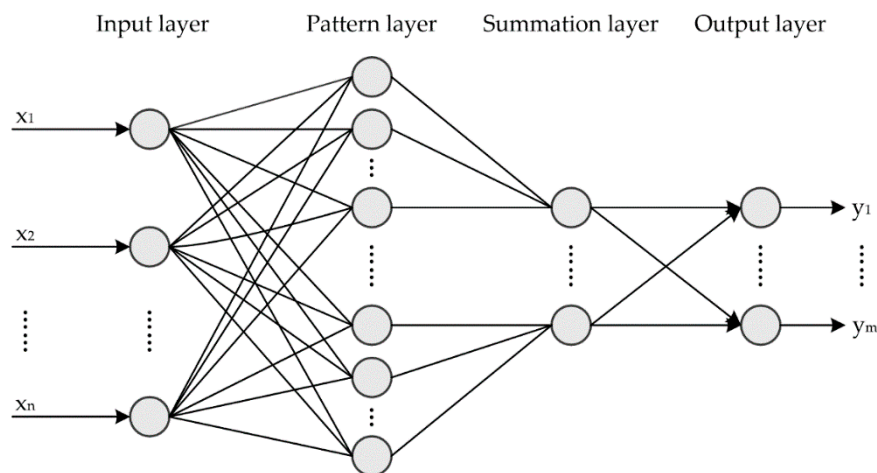 Input layer Pattern layer Summation layer Output layer
x₁
x₂
xₙ
y₁
yₘ